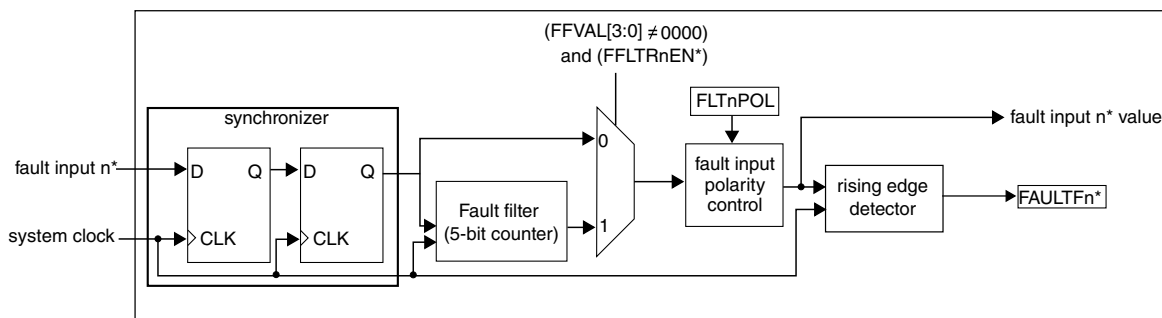 (FFVAL[3:0] ≠ 0000)
and (FFLTRnEN*)
synchronizer
FLTnPOL
fault input n*
D Q
D Q
0
fault input
polarity
control
fault input n* value
rising edge
detector
FAULTFn*
Fault filter
(5-bit counter)
1
system clock
CLK
CLK